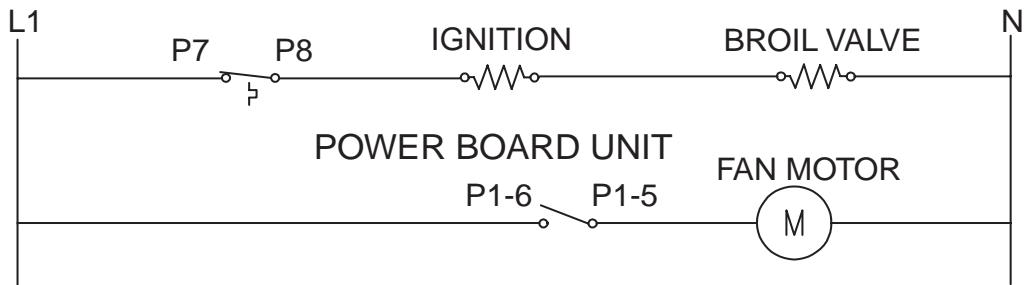 L1 N
P7 P8 IGNITION BROIL VALVE
POWER BOARD UNIT
FAN MOTOR
P1-6 P1-5
M